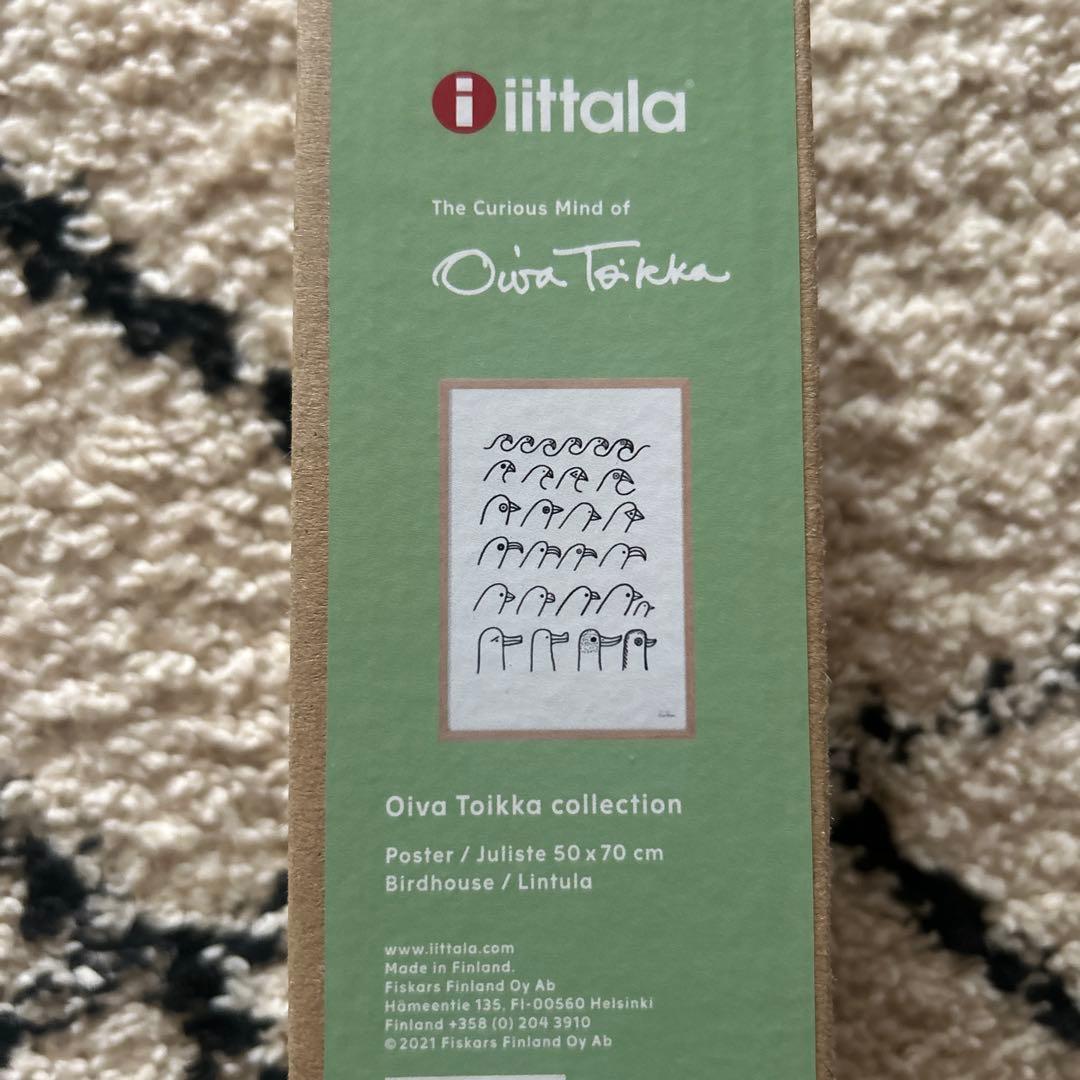 i iittala
The Curious Mind of
Oiva Toikka
Oiva Toikka collection
Poster / Juliste 50 x 70 cm
Birdhouse / Lintula
www.iittala.com
Made in Finland.
Fiskars Finland Oy Ab
Hämeentie 135, FI-00560 Helsinki
Finland +358 (0) 204 3910
©2021 Fiskars Finland Oy Ab